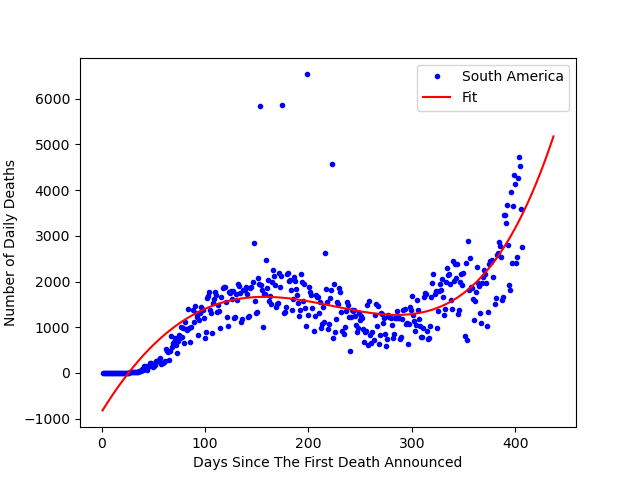 South America
Fit
6000
5000
4000
3000
2000
1000
0
−1000
0 100 200 300 400
Number of Daily Deaths
Days Since The First Death Announced